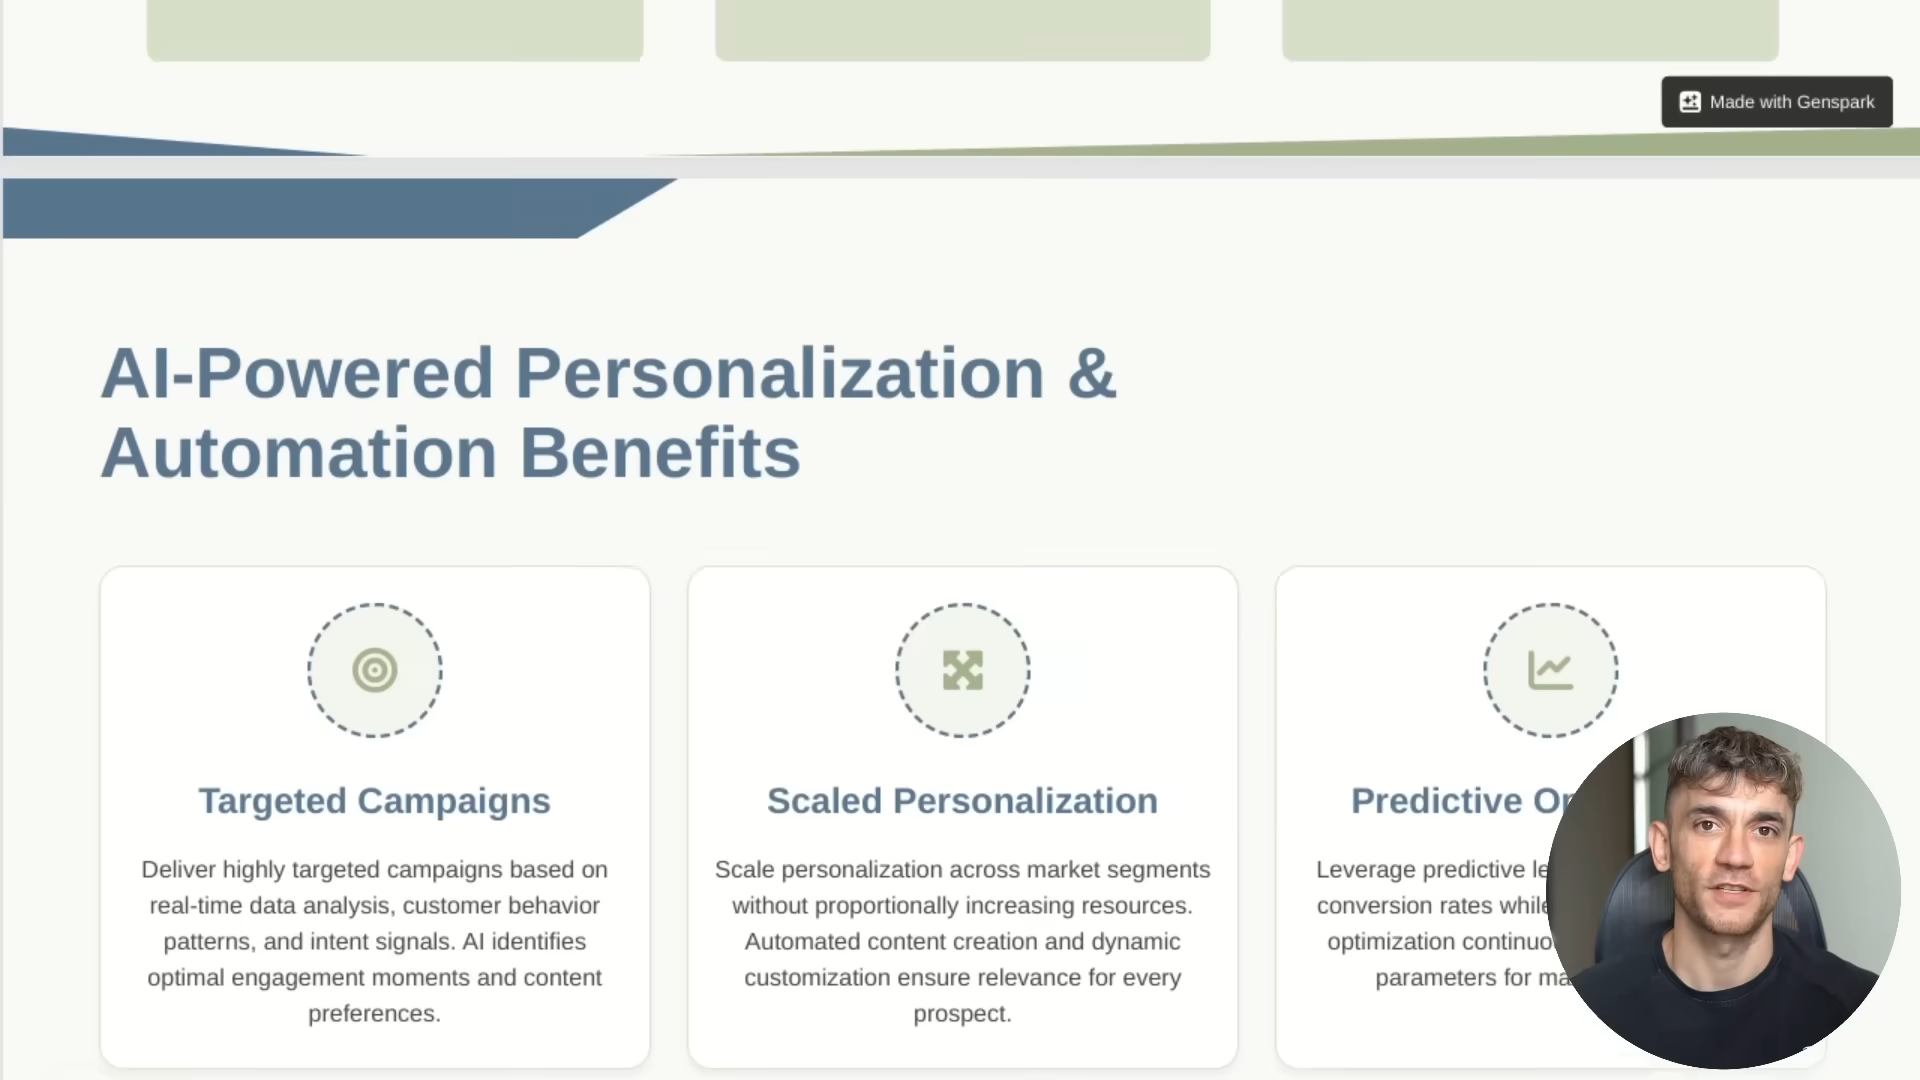 Made with Genspark
AI-Powered Personalization &
Automation Benefits
Targeted Campaigns
Deliver highly targeted campaigns based on
real-time data analysis, customer behavior
patterns, and intent signals. AI identifies
optimal engagement moments and content
preferences.
Scaled Personalization
Scale personalization across market segments
without proportionally increasing resources.
Automated content creation and dynamic
customization ensure relevance for every
prospect.
Predictive
Leverage predictive
conversion rates while
optimization
parameters for